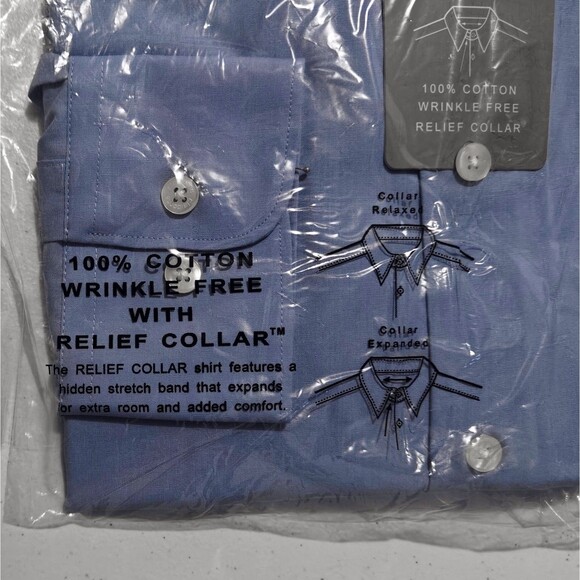 100% COTTON
WRINKLE FREE
RELIEF COLLAR
Collar
Relaxed
100% COTTON
WRINKLE FREE
WITH
RELIEF COLLAR™
The RELIEF COLLAR shirt features a
hidden stretch band that expands
for extra room and added comfort.
Collar
Expanded